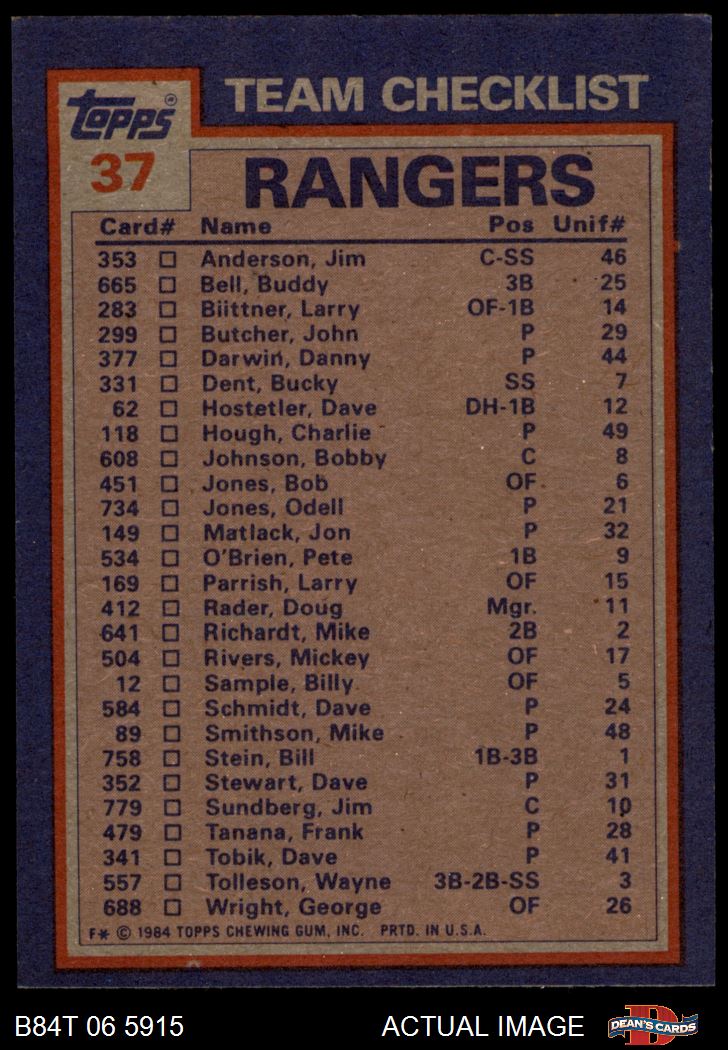 TEAM CHECKLIST
Topps®
37
RANGERS
Card# Name Pos Unif#
353 Anderson, Jim C-SS 46
665 Bell, Buddy 3B 25
283 Biittner, Larry OF-1B 14
299 Butcher, John P 29
377 Darwin, Danny P 44
331 Dent, Bucky SS 7
62 Hostetler, Dave DH-1B 12
118 Hough, Charlie P 49
608 Johnson, Bobby C 8
451 Jones, Bob OF 6
734 Jones, Odell P 21
149 Matlack, Jon P 32
534 O'Brien, Pete 1B 9
169 Parrish, Larry OF 15
412 Rader, Doug Mgr. 11
641 Richardt, Mike 2B 2
504 Rivers, Mickey OF 17
12 Sample, Billy OF 5
584 Schmidt, Dave P 24
89 Smithson, Mike P 48
758 Stein, Bill 1B-3B 1
352 Stewart, Dave P 31
779 Sundberg, Jim C 10
479 Tanana, Frank P 28
341 Tobik, Dave P 41
557 Tolleson, Wayne 3B-2B-SS 3
688 Wright, George OF 26
F* © 1984 TOPPS CHEWING GUM, INC. PRTD. IN U.S.A.
B84T 06 5915 ACTUAL IMAGE D DEAN'S CARDS